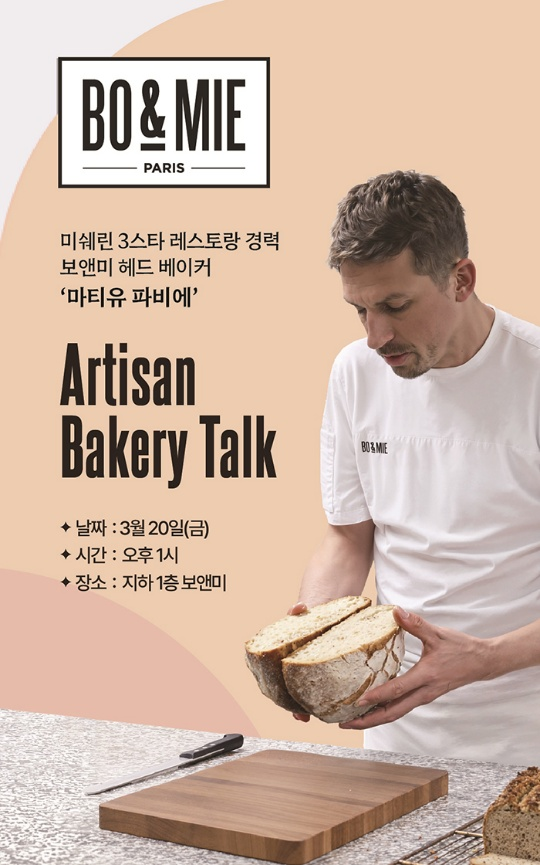 BO & MIE
PARIS
미쉐린 3스타 레스토랑 경력
보앤미 헤드 베이커
‘마티유 파비에’
Artisan
Bakery Talk
✦ 날짜 : 3월 20일(금)
✦ 시간 : 오후 1시
✦ 장소 : 지하 1층 보앤미
BO & MIE